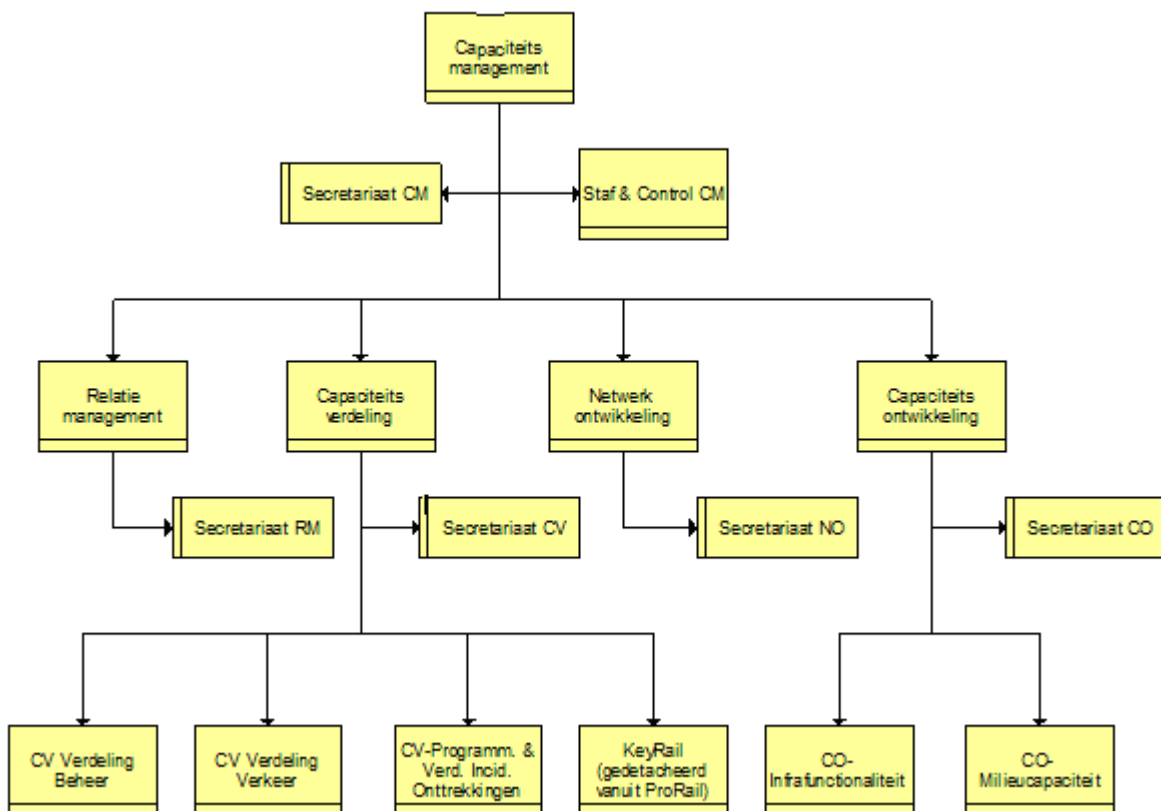 Capaciteits
management
Secretariaat CM
Staf & Control CM
Relatie
management
Capaciteits
verdeling
Netwerk
ontwikkeling
Capaciteits
ontwikkeling
Secretariaat RM
Secretariaat CV
Secretariaat NO
Secretariaat CO
CV Verdeling
Beheer
CV Verdeling
Verkeer
CV-Programm. &
Verd. Incid.
Onttrekkingen
KeyRail
(gedetacheerd
vanuit ProRail)
CO-
Infrafunctionaliteit
CO-
Milieucapaciteit